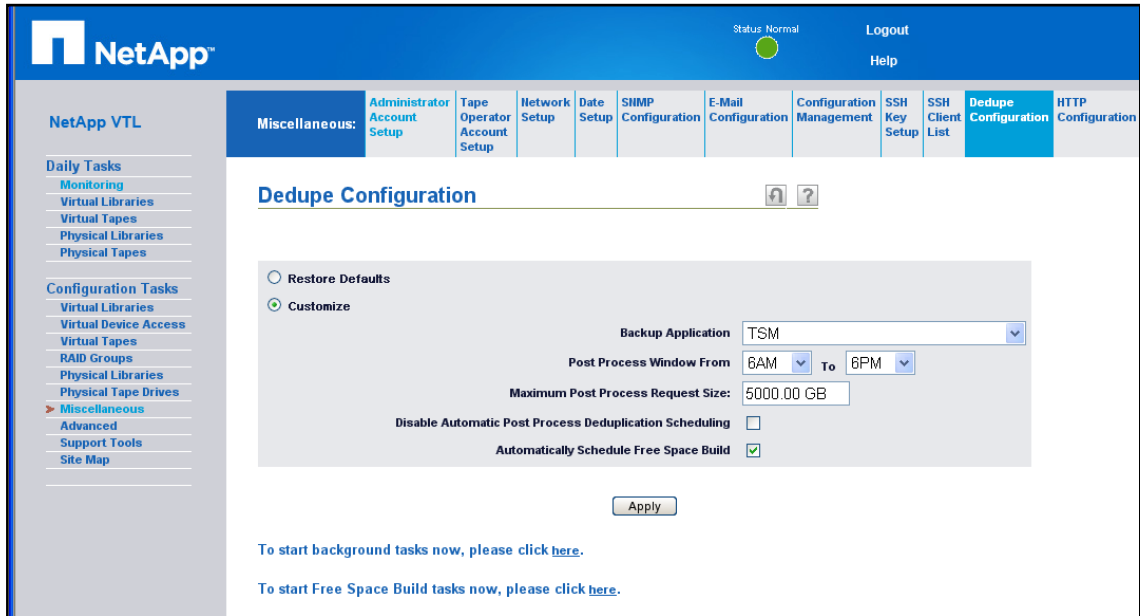 NetApp™
Status Normal
Logout
Help
NetApp VTL
Miscellaneous:
Administrator Account Setup
Tape Operator Account Setup
Network Setup
Date Setup
SNMP Configuration
E-Mail Configuration
Configuration Management
SSH Key Setup
SSH Client List
Dedupe Configuration
HTTP Configuration
Daily Tasks
Monitoring
Virtual Libraries
Virtual Tapes
Physical Libraries
Physical Tapes
Configuration Tasks
Virtual Libraries
Virtual Device Access
Virtual Tapes
RAID Groups
Physical Libraries
Physical Tape Drives
Miscellaneous
Advanced
Support Tools
Site Map
Dedupe Configuration
?
Restore Defaults
Customize
Backup Application TSM
Post Process Window From 6AM To 6PM
Maximum Post Process Request Size: 5000.00 GB
Disable Automatic Post Process Deduplication Scheduling
Automatically Schedule Free Space Build
Apply
To start background tasks now, please click here.
To start Free Space Build tasks now, please click here.